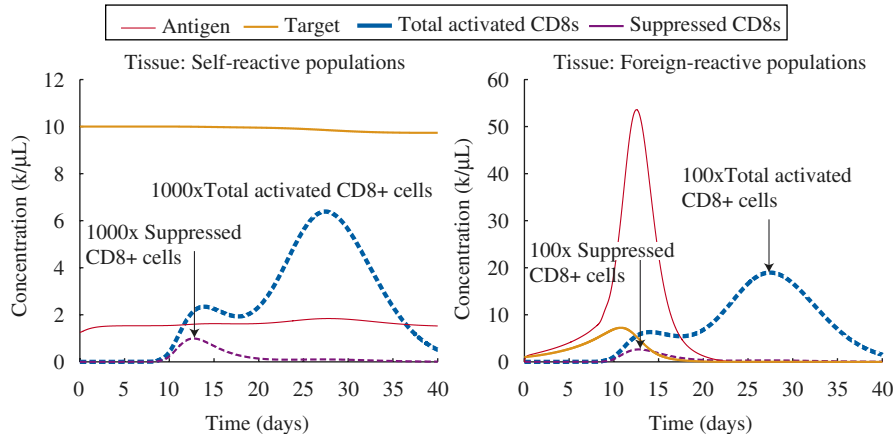 Antigen Target Total activated CD8s Suppressed CD8s
Tissue: Self-reactive populations
12
10
8
6
4
2
0
Concentration (k/µL)
1000xTotal activated CD8+ cells
1000x Suppressed
CD8+ cells
0 5 10 15 20 25 30 35 40
Time (days)
Tissue: Foreign-reactive populations
60
50
40
30
20
10
0
Concentration (k/µL)
100xTotal activated
CD8+ cells
100x Suppressed
CD8+ cells
0 5 10 15 20 25 30 35 40
Time (days)